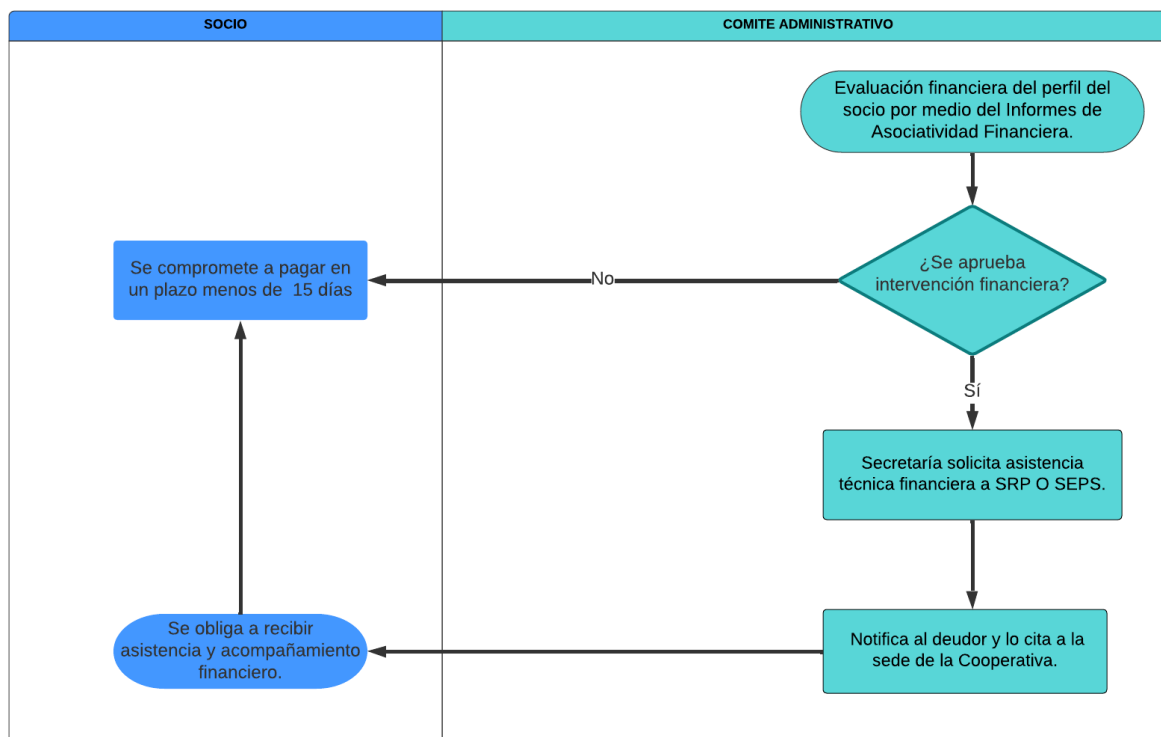 SOCIO
COMITE ADMINISTRATIVO
Evaluación financiera del perfil del
socio por medio del Informes de
Asociatividad Financiera.
¿Se aprueba
intervención financiera?
No
Se compromete a pagar en
un plazo menos de 15 días
Sí
Secretaría solicita asistencia
técnica financiera a SRP O SEPS.
Notifica al deudor y lo cita a la
sede de la Cooperativa.
Se obliga a recibir
asistencia y acompañamiento
financiero.